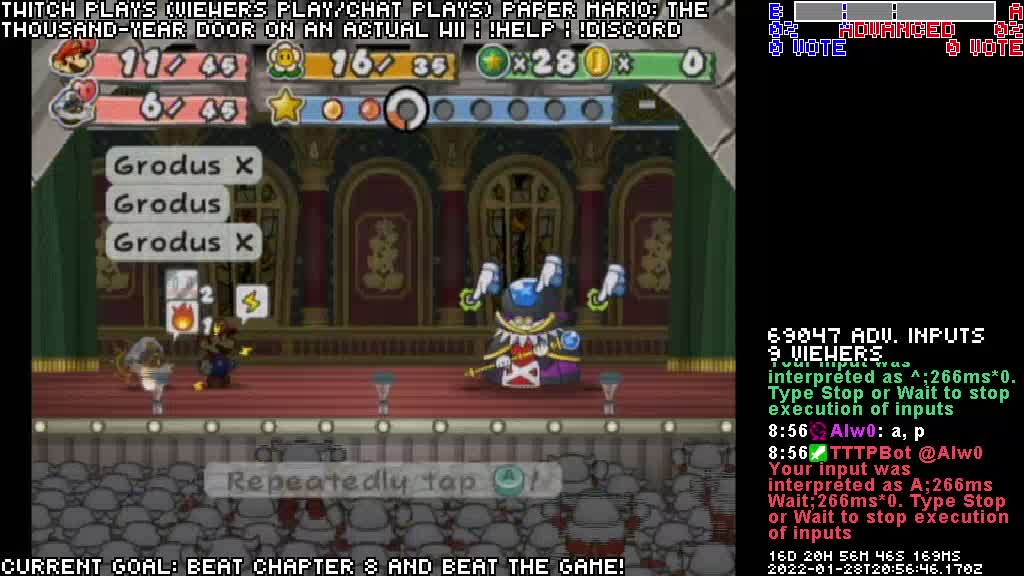 TWITCH PLAYS (VIEWERS PLAY/CHAT PLAYS) PAPER MARIO: THE
THOUSAND-YEAR DOOR ON AN ACTUAL WII ¦ !HELP ¦ !DISCORD
B A
0% ADVANCED 0%
0 VOTE 0 VOTE
11/45 16/35 ×28 × 0
6/45
Grodus X
Grodus
Grodus X
2
1
Repeatedly tap A!
69047 ADV. INPUTS
9 VIEWERS
Your input was
interpreted as ^;266ms*0.
Type Stop or Wait to stop
execution of inputs
8:56 Alw0: a, p
8:56 TTTPBot @Alw0
Your input was
interpreted as A;266ms
Wait;266ms*0. Type Stop
or Wait to stop execution
of inputs
16D 20H 56M 46S 169MS
2022-01-28T20:56:46.170Z
CURRENT GOAL: BEAT CHAPTER 8 AND BEAT THE GAME!